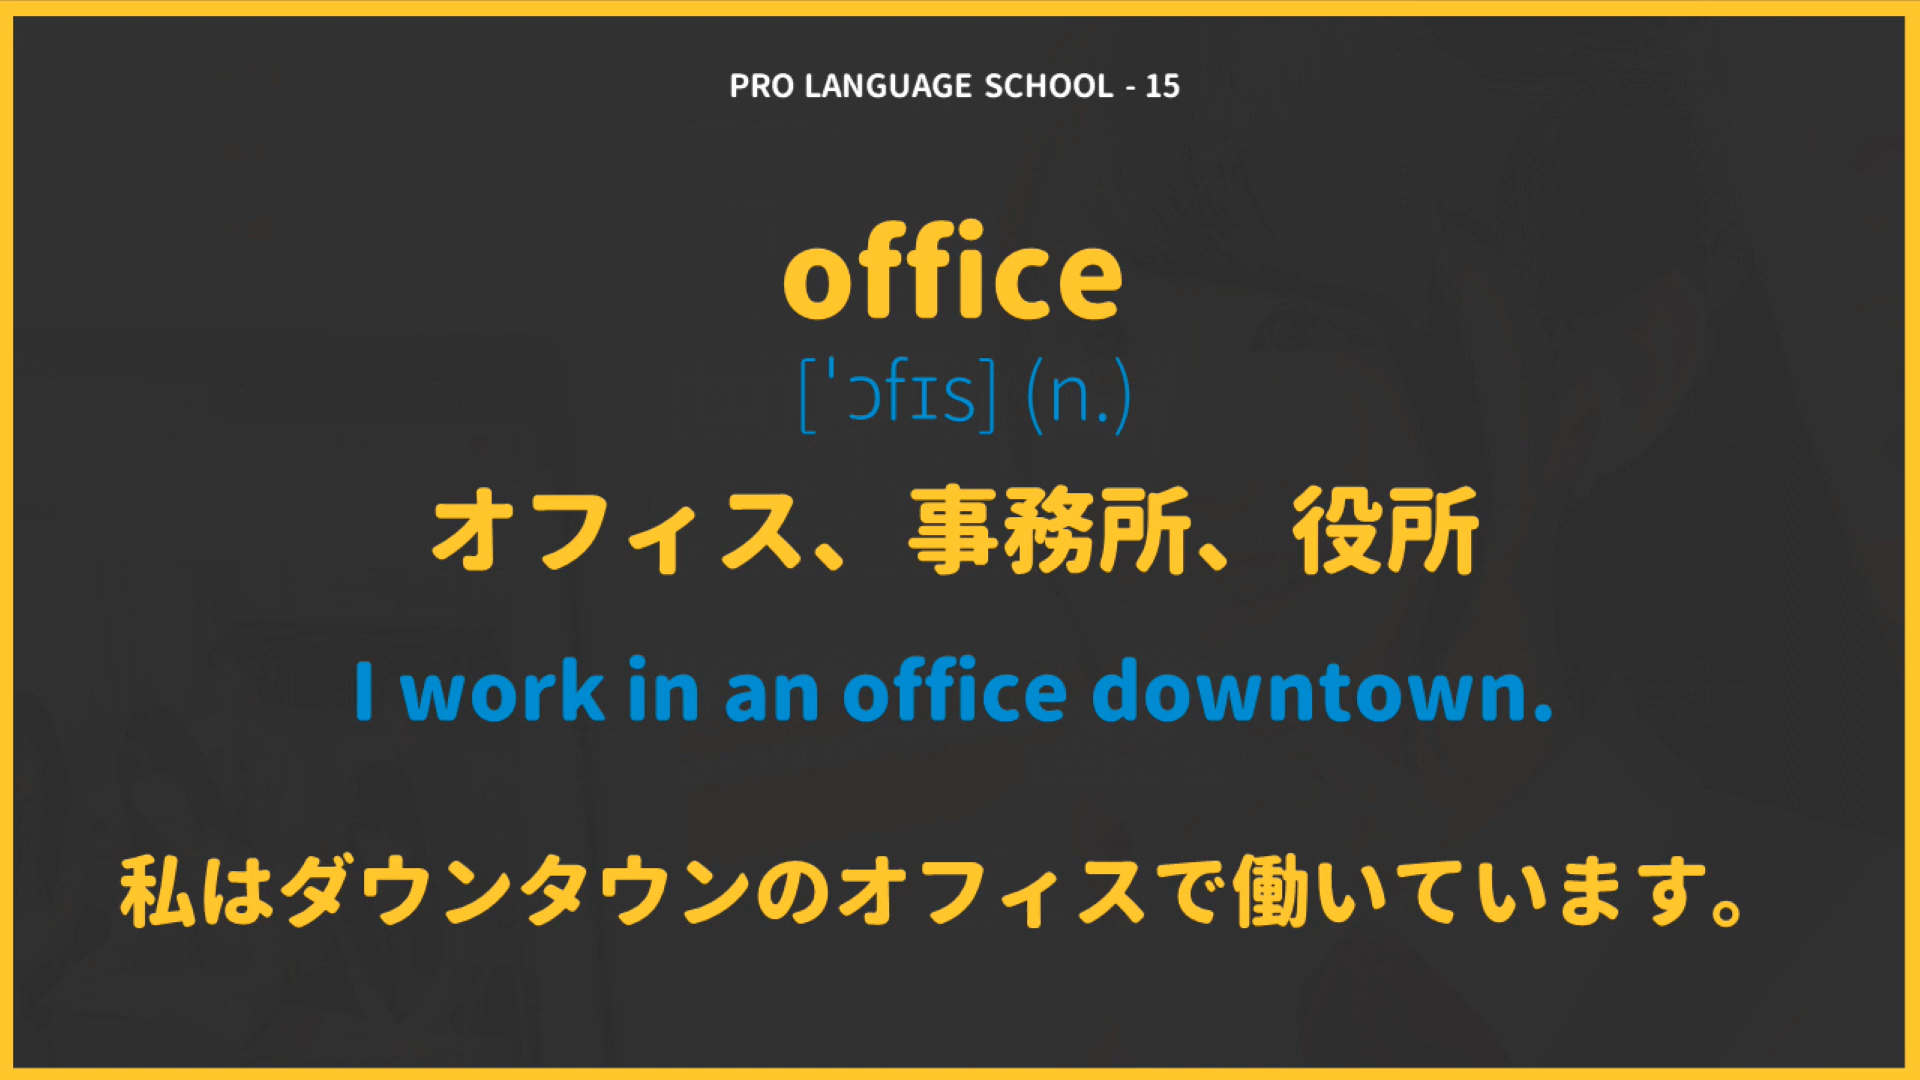 PRO LANGUAGE SCHOOL - 15
office
[ˈɔfɪs] (n.)
オフィス、事務所、役所
I work in an office downtown.
私はダウンタウンのオフィスで働いています。